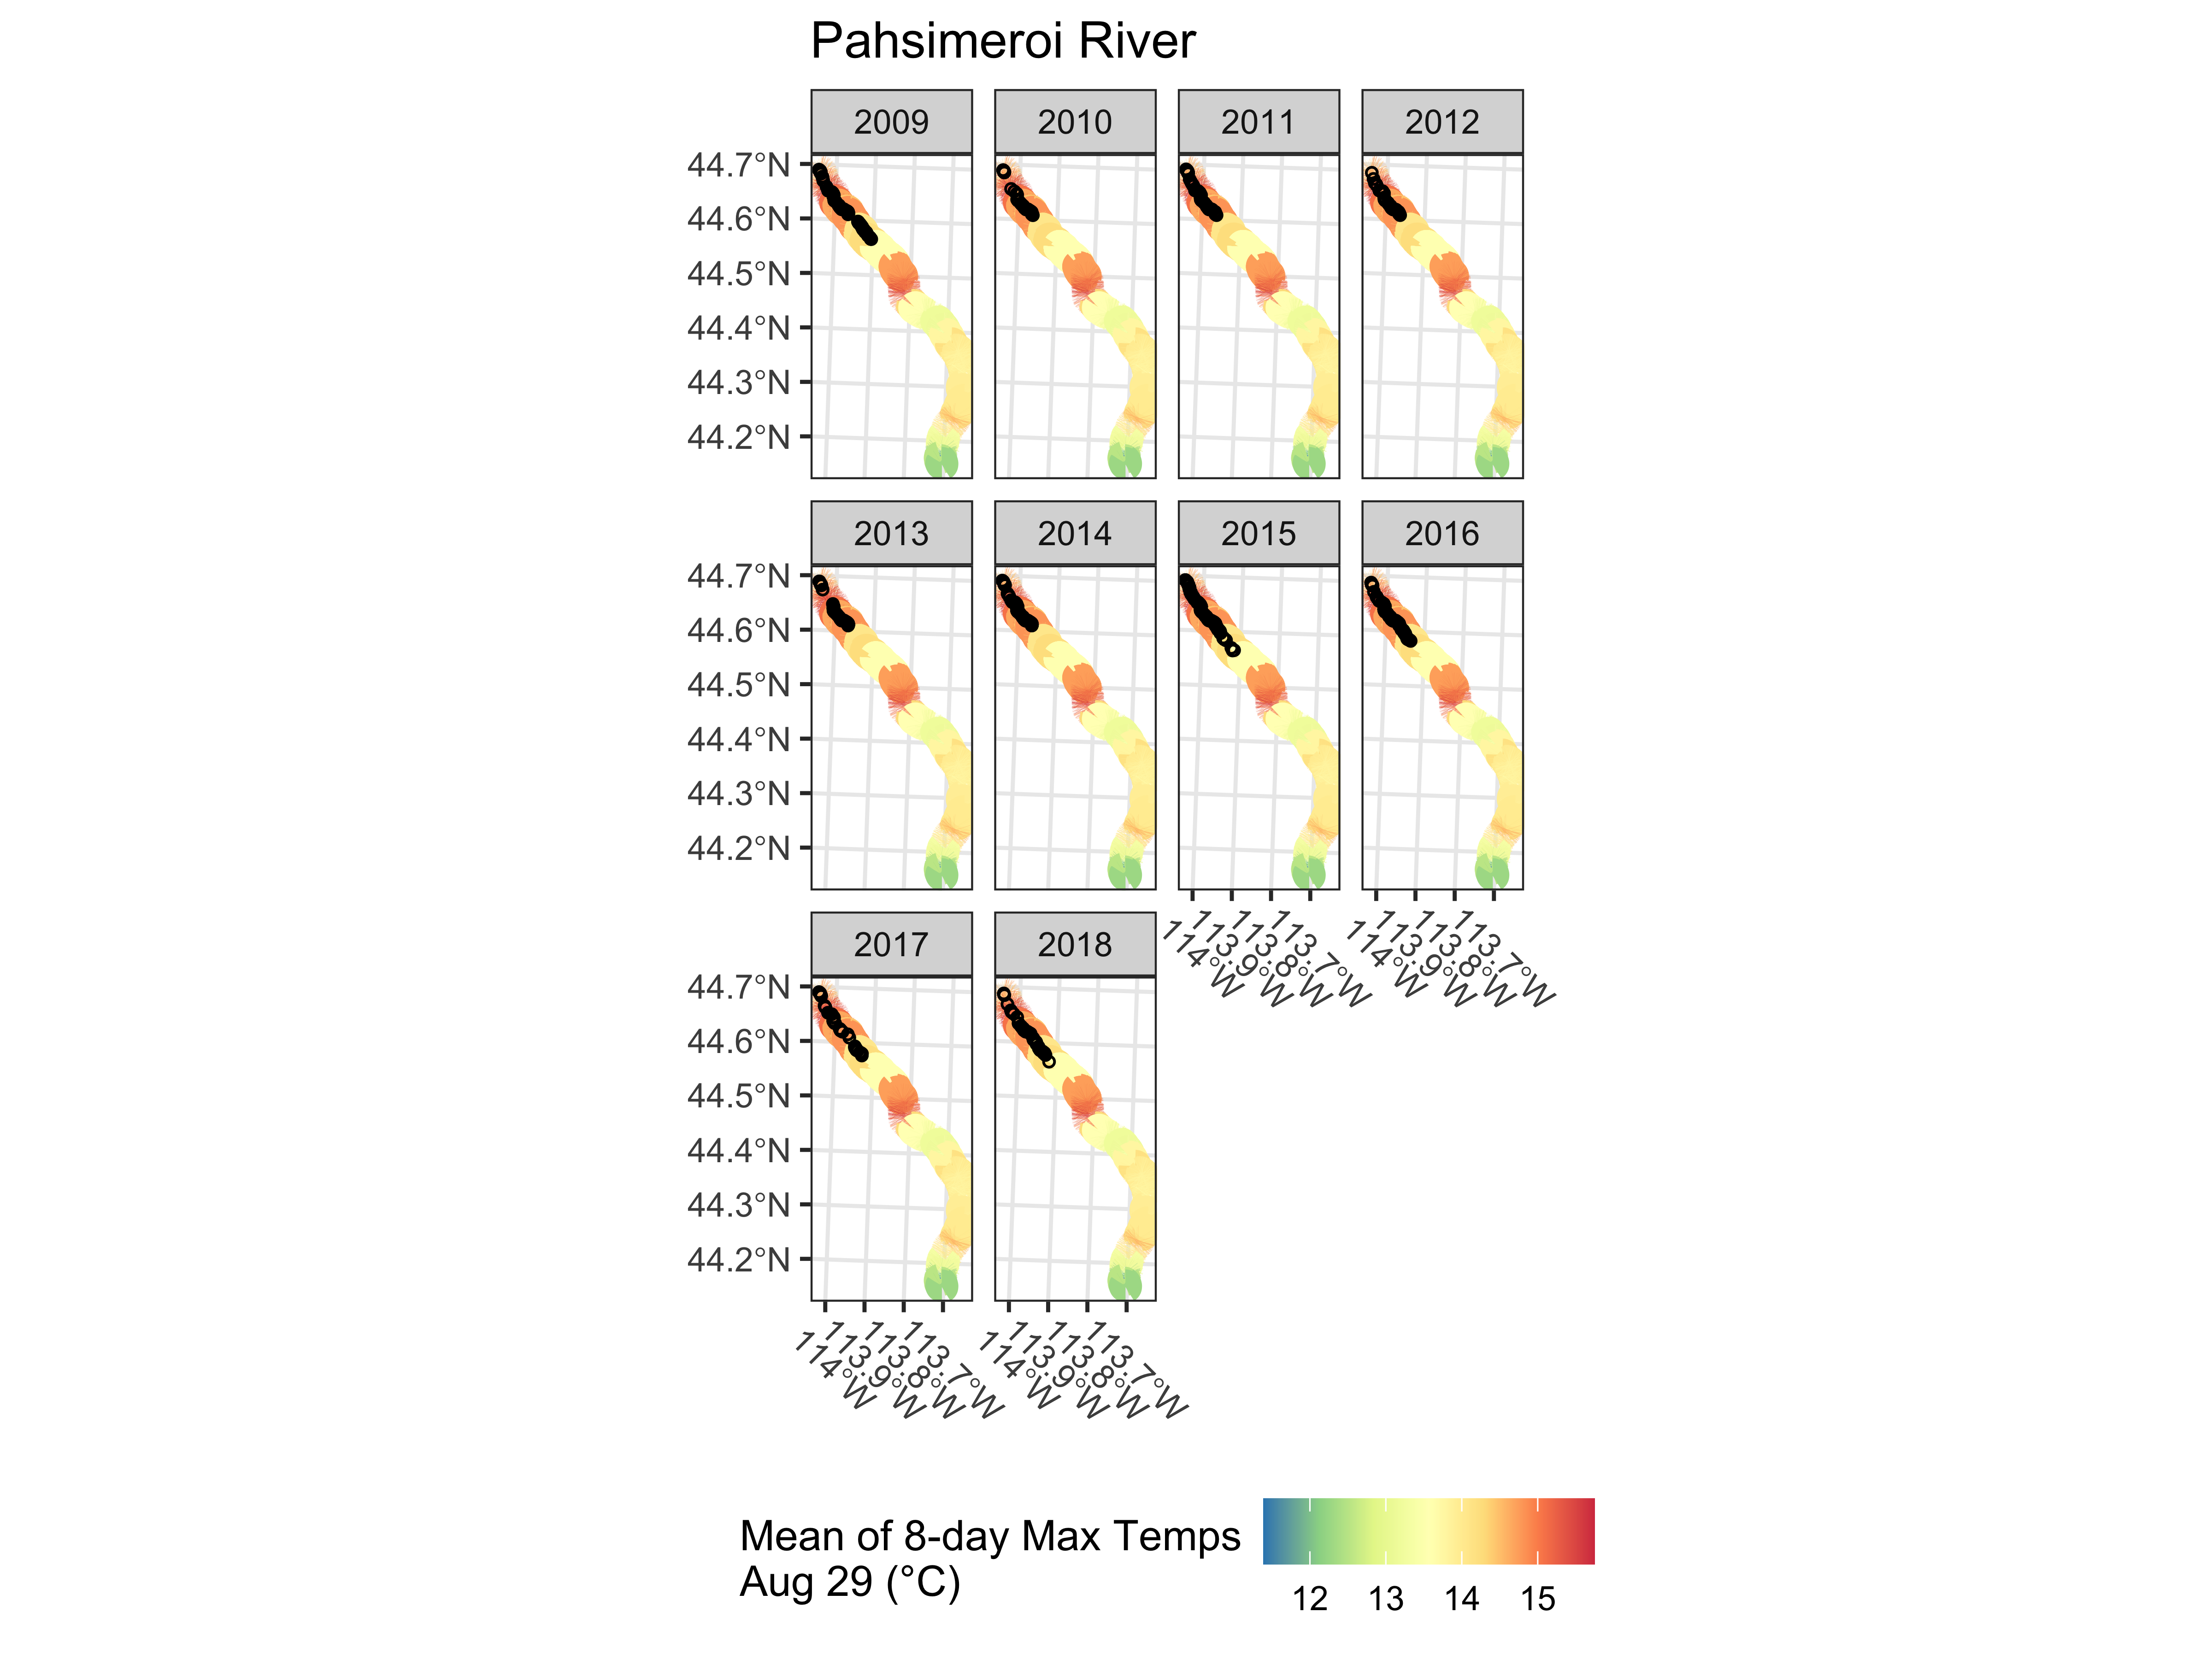 Pahsimeroi River
2009 2010 2011 2012
44.7°N
44.6°N
44.5°N
44.4°N
44.3°N
44.2°N
2013 2014 2015 2016
44.7°N
44.6°N
44.5°N
44.4°N
44.3°N
44.2°N
114°W 113.9°W 113.8°W 113.7°W 114°W 113.9°W 113.8°W 113.7°W
2017 2018
44.7°N
44.6°N
44.5°N
44.4°N
44.3°N
44.2°N
114°W 113.9°W 113.8°W 113.7°W 114°W 113.9°W 113.8°W 113.7°W
Mean of 8-day Max Temps
Aug 29 (°C)
12 13 14 15